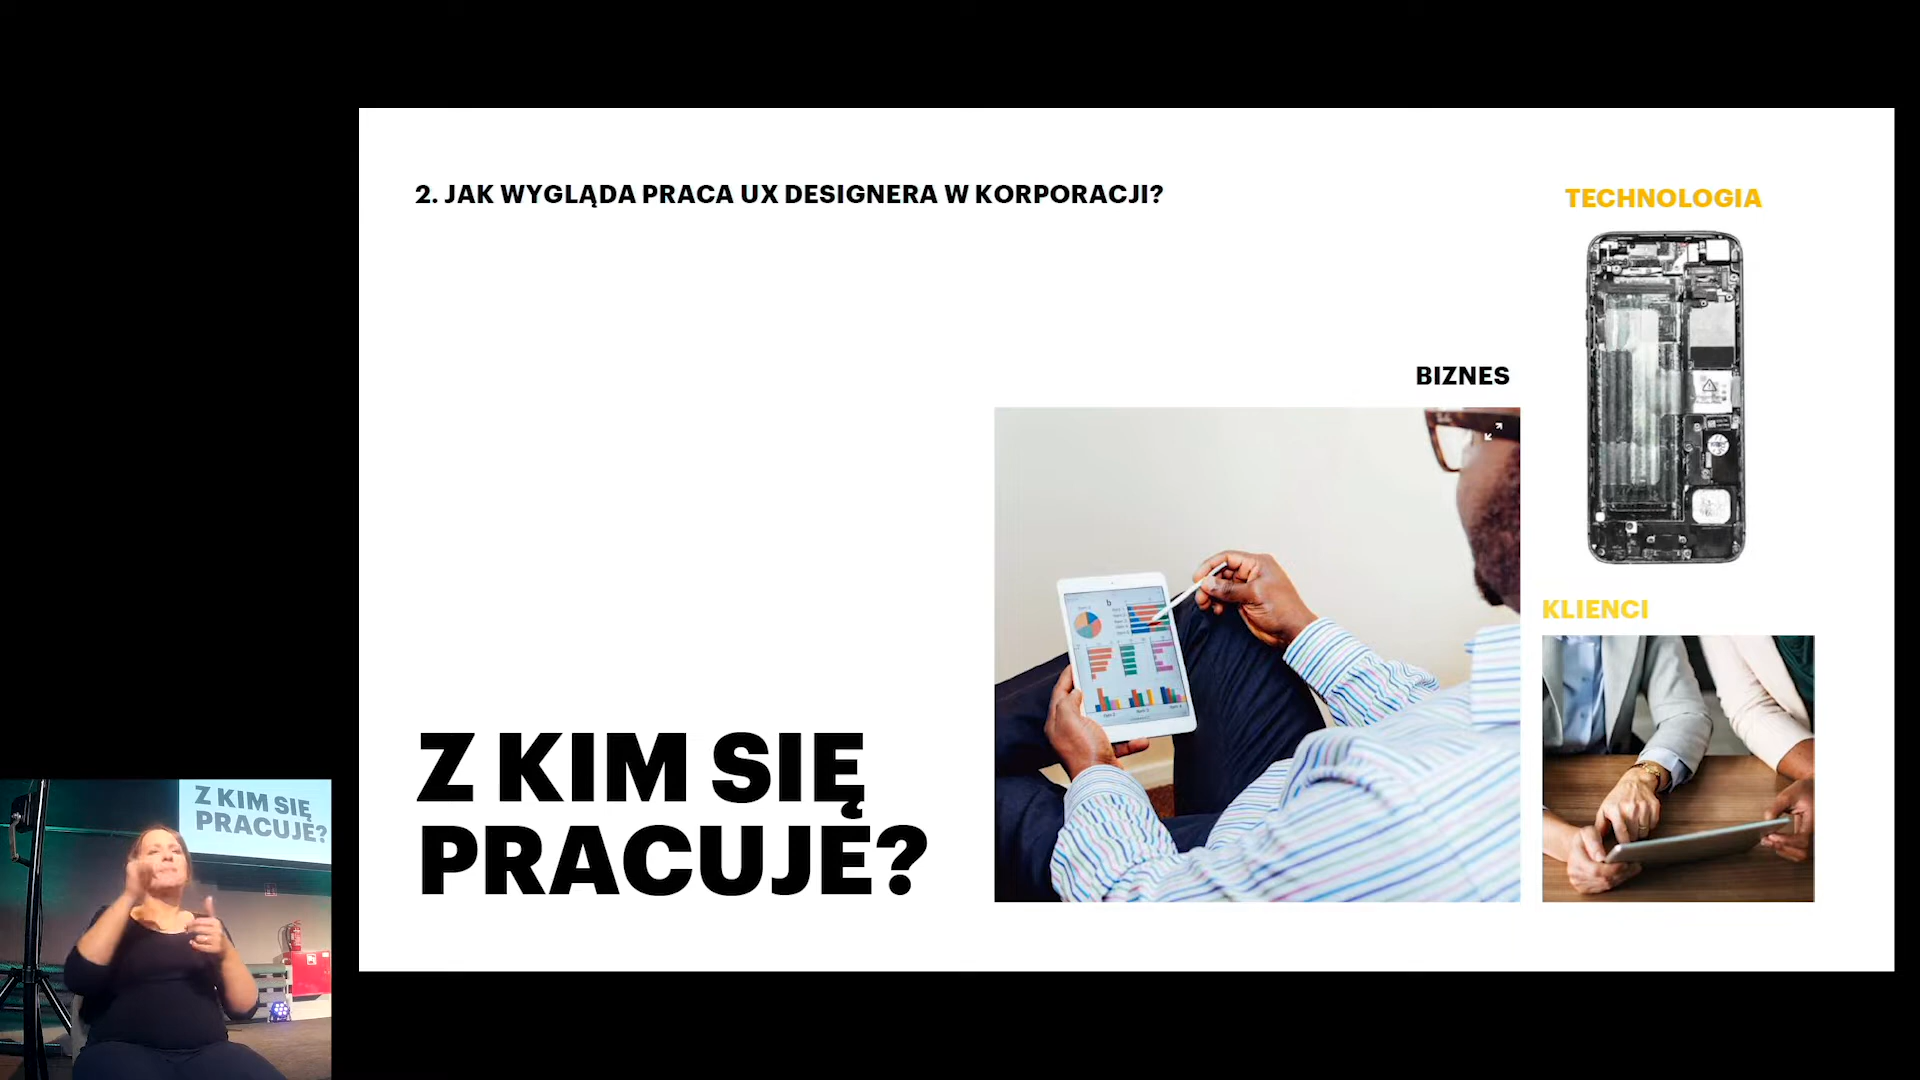 2. JAK WYGLĄDA PRACA UX DESIGNERA W KORPORACJI?
TECHNOLOGIA
BIZNES
KLIENCI
Z KIM SIĘ
PRACUJE?
Z KIM SIĘ
PRACUJE?